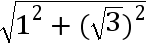 √(1² + (√3)²)